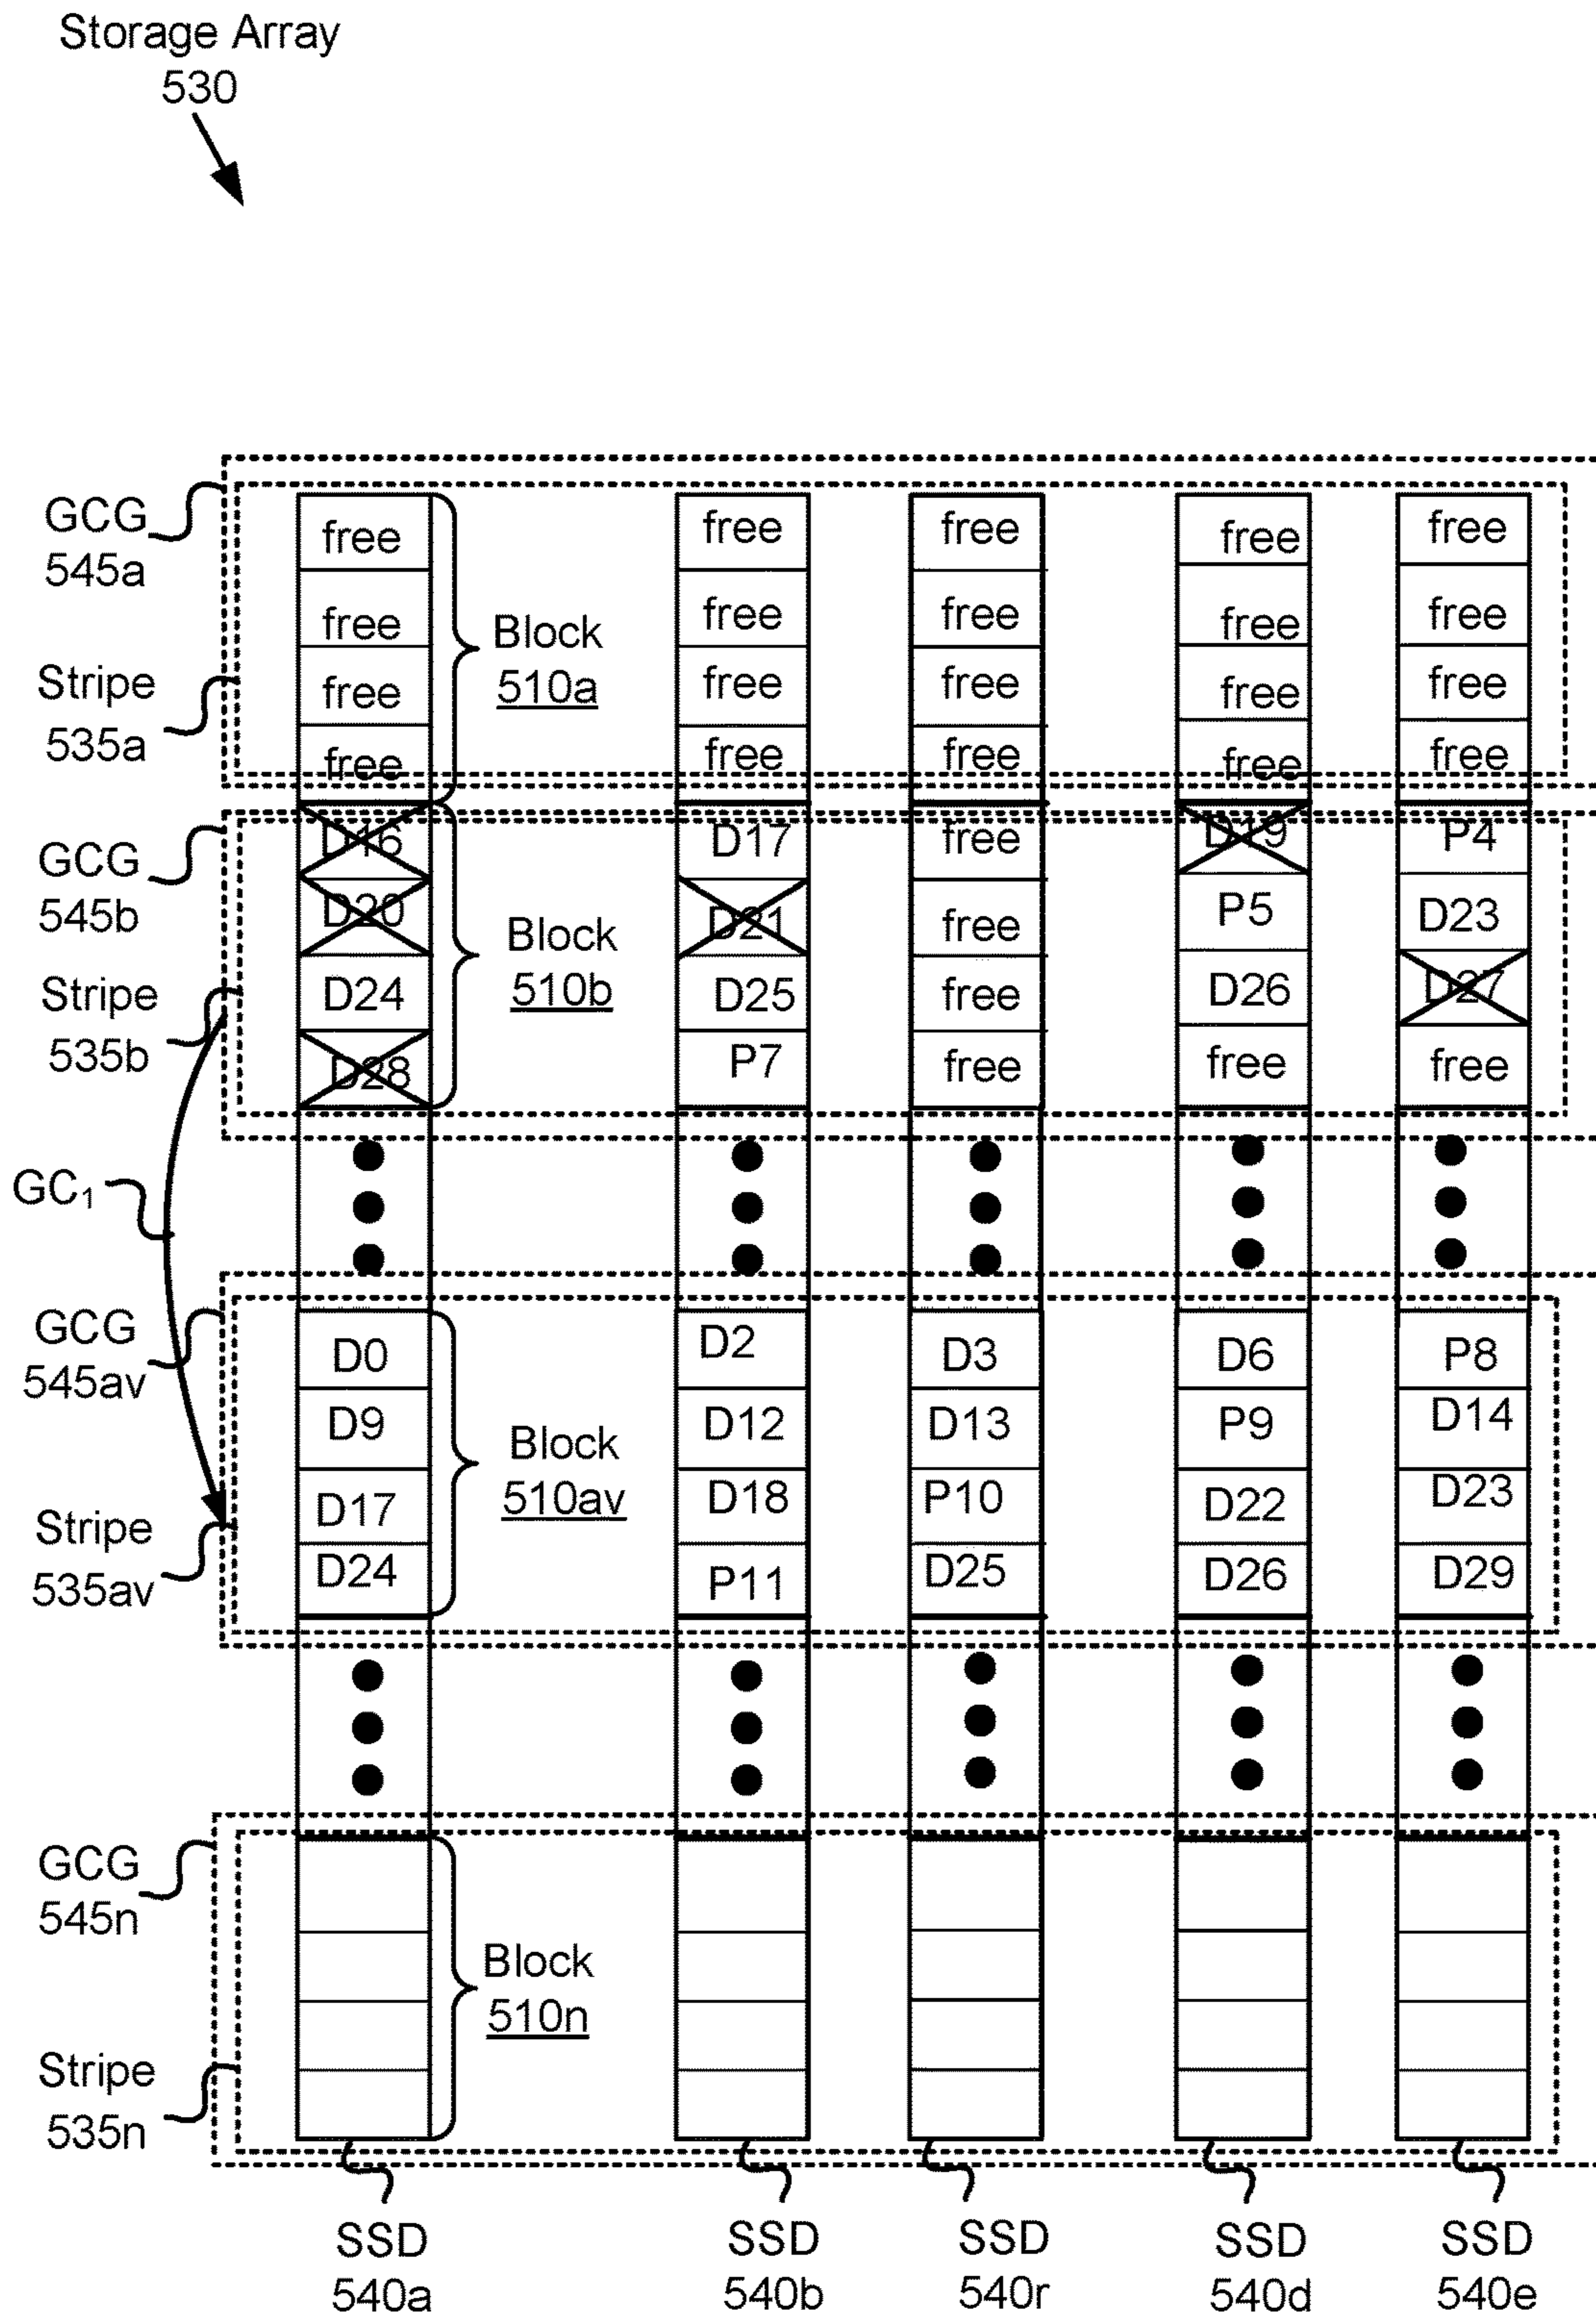 Storage Array
530
GCG
545a
Stripe
535a
Block
510a
free free free free free
free free free free free
free free free free free
free free free free free
GCG
545b
Stripe
535b
Block
510b
D16 D17 free D19 P4
D20 D21 free P5 D23
D24 D25 free D26 D27
D28 P7 free free free
GC₁
GCG
545av
Stripe
535av
Block
510av
D0 D2 D3 D6 P8
D9 D12 D13 P9 D14
D17 D18 P10 D22 D23
D24 P11 D25 D26 D29
GCG
545n
Stripe
535n
Block
510n
SSD SSD SSD SSD SSD
540a 540b 540r 540d 540e